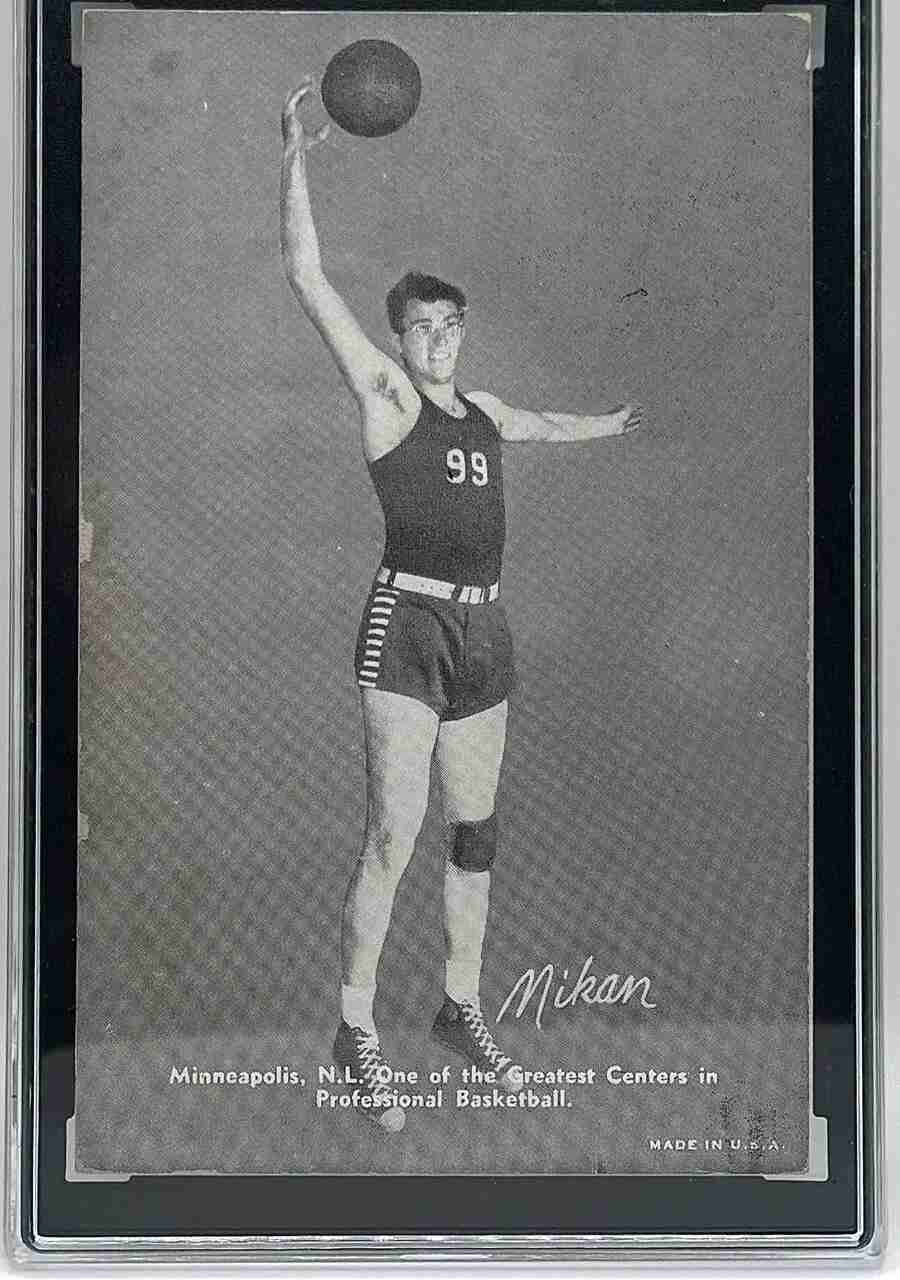 99
Mikan
Minneapolis, N.L. One of the Greatest Centers in
Professional Basketball.
MADE IN U.S.A.